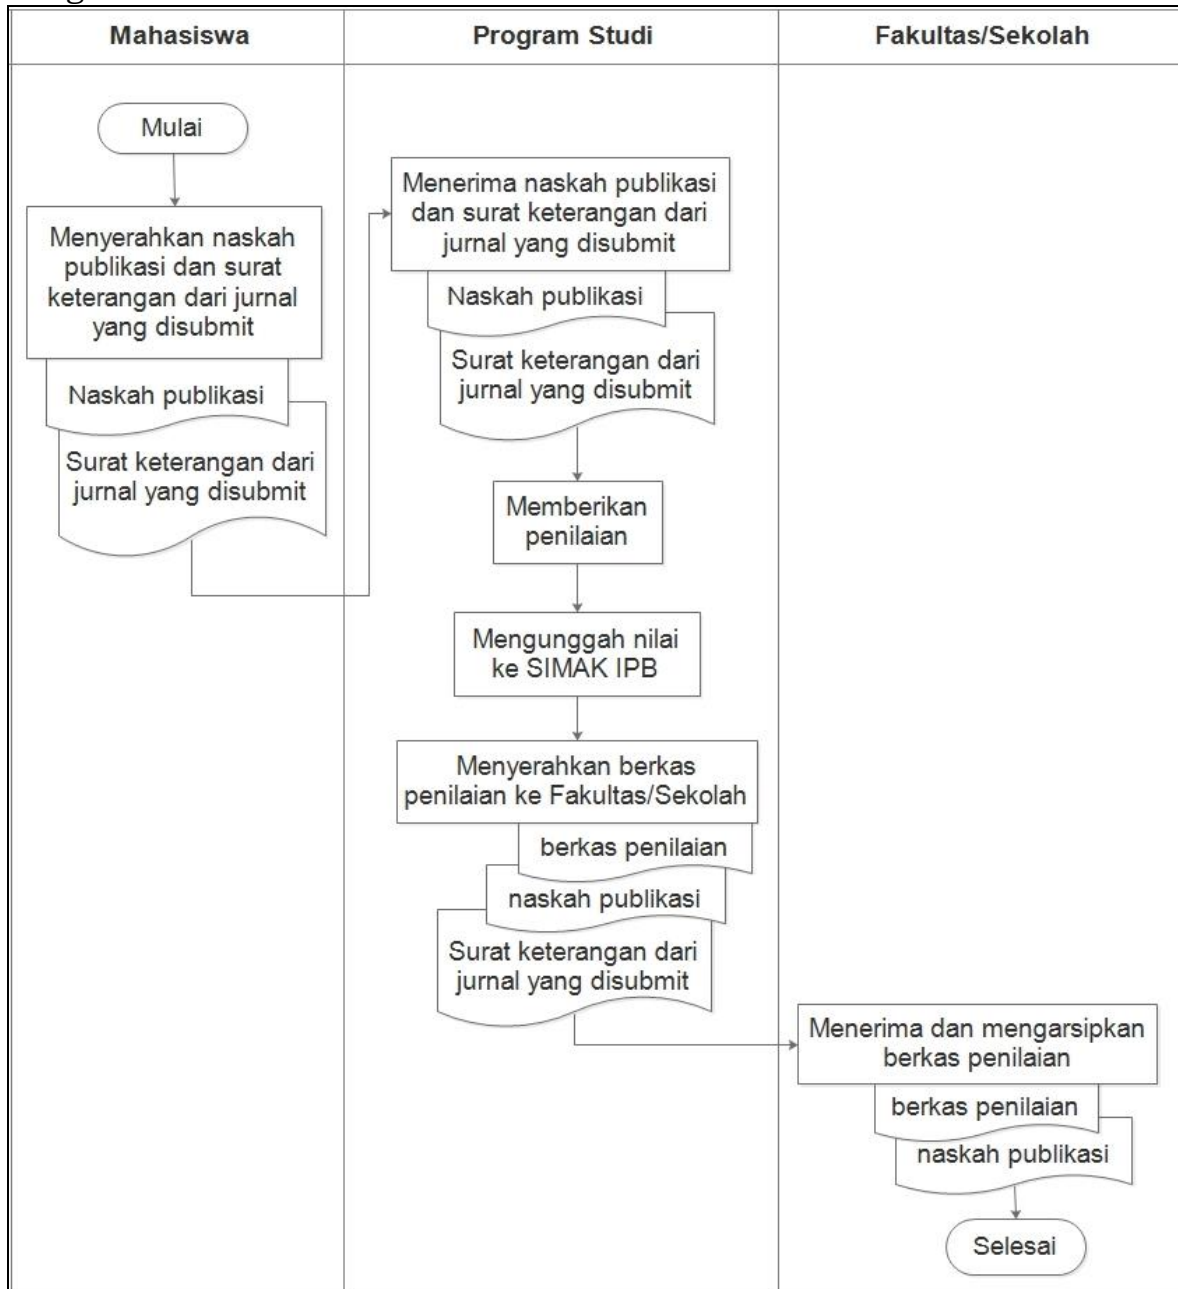 Mahasiswa
Program Studi
Fakultas/Sekolah
Mulai
Menyerahkan naskah
publikasi dan surat
keterangan dari jurnal
yang disubmit
Naskah publikasi
Surat keterangan dari
jurnal yang disubmit
Menerima naskah publikasi
dan surat keterangan dari
jurnal yang disubmit
Naskah publikasi
Surat keterangan dari
jurnal yang disubmit
Memberikan
penilaian
Mengunggah nilai
ke SIMAK IPB
Menyerahkan berkas
penilaian ke Fakultas/Sekolah
berkas penilaian
naskah publikasi
Surat keterangan dari
jurnal yang disubmit
Menerima dan mengarsipkan
berkas penilaian
berkas penilaian
naskah publikasi
Selesai